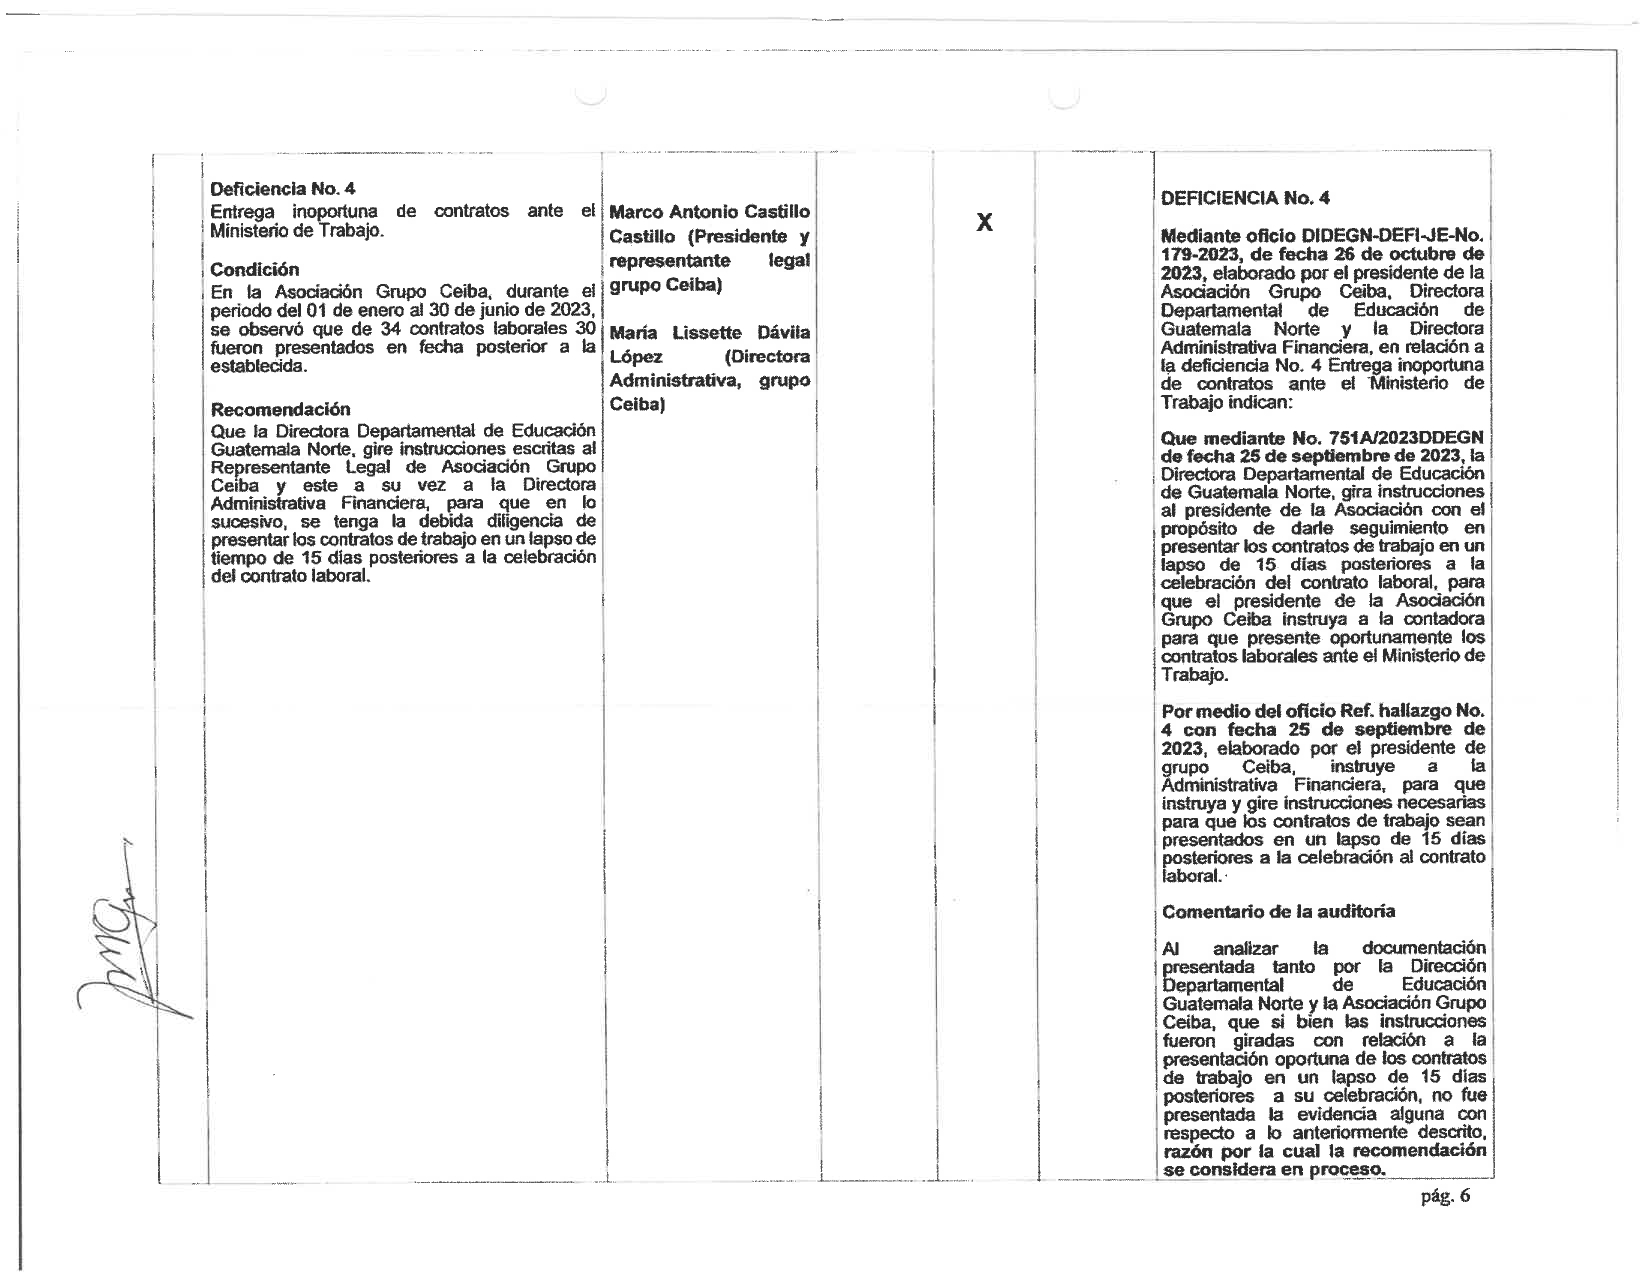 Deficiencia No. 4
Entrega inoportuna de contratos ante el
Ministerio de Trabajo.
Condición
En la Asociación Grupo Ceiba, durante el
periodo del 01 de enero al 30 de junio de 2023,
se observó que de 34 contratos laborales 30
fueron presentados en fecha posterior a la
establecida.
Recomendación
Que la Directora Departamental de Educación
Guatemala Norte, gire instrucciones escritas al
Representante Legal de Asociación Grupo
Ceiba y este a su vez a la Directora
Administrativa Financiera, para que en lo
sucesivo, se tenga la debida diligencia de
presentar los contratos de trabajo en un lapso de
tiempo de 15 días posteriores a la celebración
del contrato laboral.
Marco Antonio Castillo
Castillo (Presidente y
representante legal
grupo Ceiba)
María Lissette Dávila
López (Directora
Administrativa, grupo
Ceiba)
X
DEFICIENCIA No. 4
Mediante oficio DIDEGN-DEFI-JE-No.
179-2023, de fecha 26 de octubre de
2023, elaborado por el presidente de la
Asociación Grupo Ceiba, Directora
Departamental de Educación de
Guatemala Norte y la Directora
Administrativa Financiera, en relación a
la deficiencia No. 4 Entrega inoportuna
de contratos ante el Ministerio de
Trabajo indican:
Que mediante No. 751A/2023DDEGN
de fecha 25 de septiembre de 2023, la
Directora Departamental de Educación
de Guatemala Norte, gira instrucciones
al presidente de la Asociación con el
propósito de darle seguimiento en
presentar los contratos de trabajo en un
lapso de 15 días posteriores a la
celebración del contrato laboral, para
que el presidente de la Asociación
Grupo Ceiba instruya a la contadora
para que presente oportunamente los
contratos laborales ante el Ministerio de
Trabajo.
Por medio del oficio Ref. hallazgo No.
4 con fecha 25 de septiembre de
2023, elaborado por el presidente de
grupo Ceiba, instruye a la
Administrativa Financiera, para que
instruya y gire instrucciones necesarias
para que los contratos de trabajo sean
presentados en un lapso de 15 días
posteriores a la celebración al contrato
laboral.
Comentario de la auditoría
Al analizar la documentación
presentada tanto por la Dirección
Departamental de Educación
Guatemala Norte y la Asociación Grupo
Ceiba, que si bien las instrucciones
fueron giradas con relación a la
presentación oportuna de los contratos
de trabajo en un lapso de 15 días
posteriores a su celebración, no fue
presentada la evidencia alguna con
respecto a lo anteriormente descrito,
razón por la cual la recomendación
se considera en proceso.
pág. 6